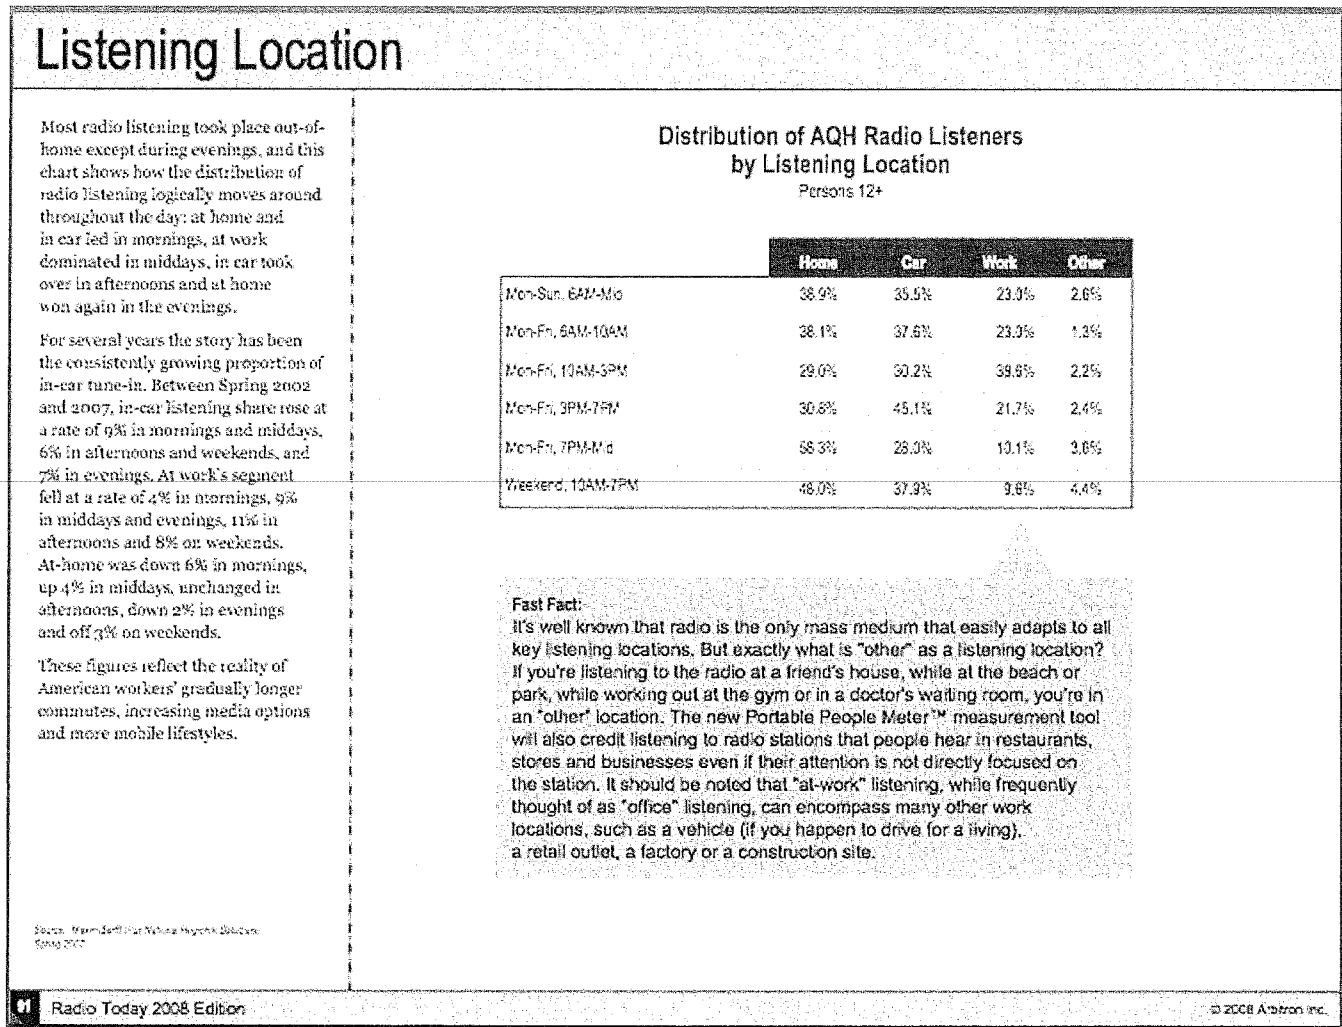 Listening Location
Most radio listening took place out-of-
home except during evenings, and this
chart shows how the distribution of
radio listening logically moves around
throughout the day: at home and
in car led in mornings, at work
dominated in middays, in car took
over in afternoons and at home
won again in the evenings.
For several years the story has been
the consistently growing proportion of
in-car tune-in. Between Spring 2002
and 2007, in-car listening share rose at
a rate of 9% in mornings and middays,
6% in afternoons and weekends, and
7% in evenings. At work's segment
fell at a rate of 4% in mornings, 9%
in middays and evenings, 11% in
afternoons and 8% on weekends.
At-home was down 6% in mornings,
up 4% in middays, unchanged in
afternoons, down 2% in evenings
and off 3% on weekends.
These figures reflect the reality of
American workers' gradually longer
commutes, increasing media options
and more mobile lifestyles.
Source:
Spring 2007
Distribution of AQH Radio Listeners
by Listening Location
Persons 12+
Home Car Work Other
Mon-Sun, 6AM-Mid 38.9% 35.5% 23.0% 2.6%
Mon-Fri, 6AM-10AM 38.1% 37.6% 23.0% 1.3%
Mon-Fri, 10AM-3PM 29.0% 30.2% 38.6% 2.2%
Mon-Fri, 3PM-7PM 30.8% 45.1% 21.7% 2.4%
Mon-Fri, 7PM-Mid 58.3% 28.0% 10.1% 3.6%
Weekend, 10AM-7PM 48.0% 37.9% 9.6% 4.4%
Fast Fact:
It's well known that radio is the only mass medium that easily adapts to all
key listening locations. But exactly what is "other" as a listening location?
If you're listening to the radio at a friend's house, while at the beach or
park, while working out at the gym or in a doctor's waiting room, you're in
an "other" location. The new Portable People Meter™ measurement tool
will also credit listening to radio stations that people hear in restaurants,
stores and businesses even if their attention is not directly focused on
the station. It should be noted that "at-work" listening, while frequently
thought of as "office" listening, can encompass many other work
locations, such as a vehicle (if you happen to drive for a living),
a retail outlet, a factory or a construction site.
Radio Today 2008 Edition
© 2008 Arbitron Inc.